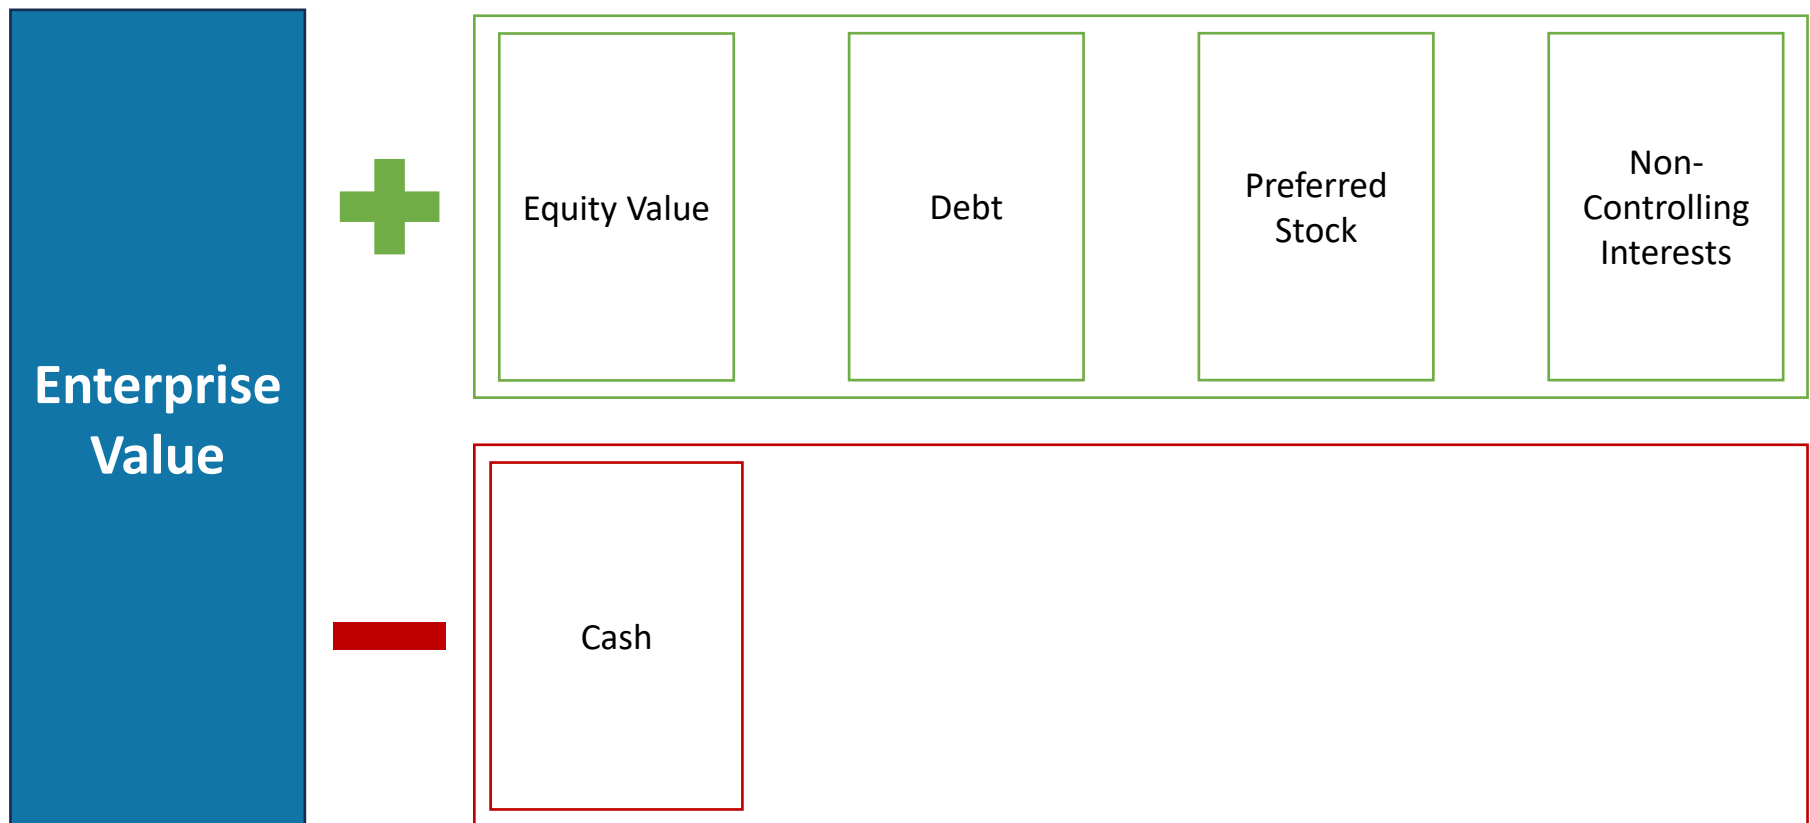 Enterprise
Value
Equity Value
Debt
Preferred
Stock
Non-
Controlling
Interests
Cash